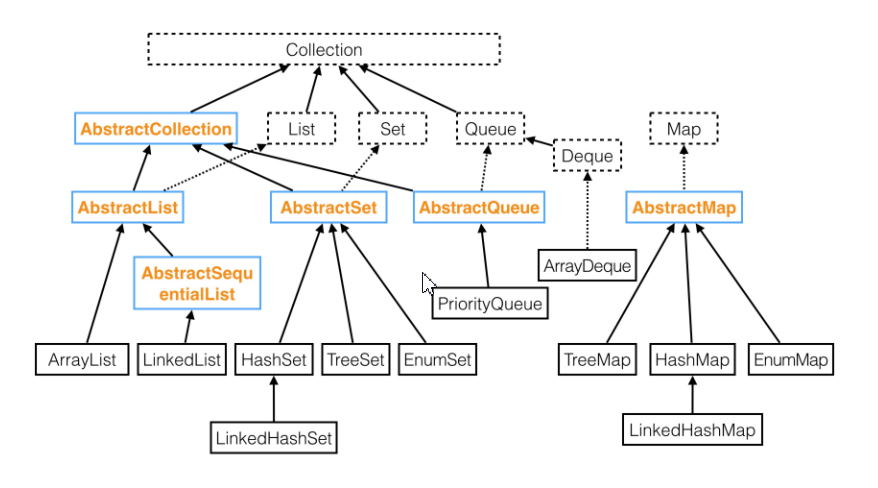 Collection
AbstractCollection
List
Set
Queue
Map
Deque
AbstractList
AbstractSet
AbstractQueue
AbstractMap
ArrayDeque
AbstractSequ
entialList
PriorityQueue
ArrayList
LinkedList
HashSet
TreeSet
EnumSet
TreeMap
HashMap
EnumMap
LinkedHashSet
LinkedHashMap